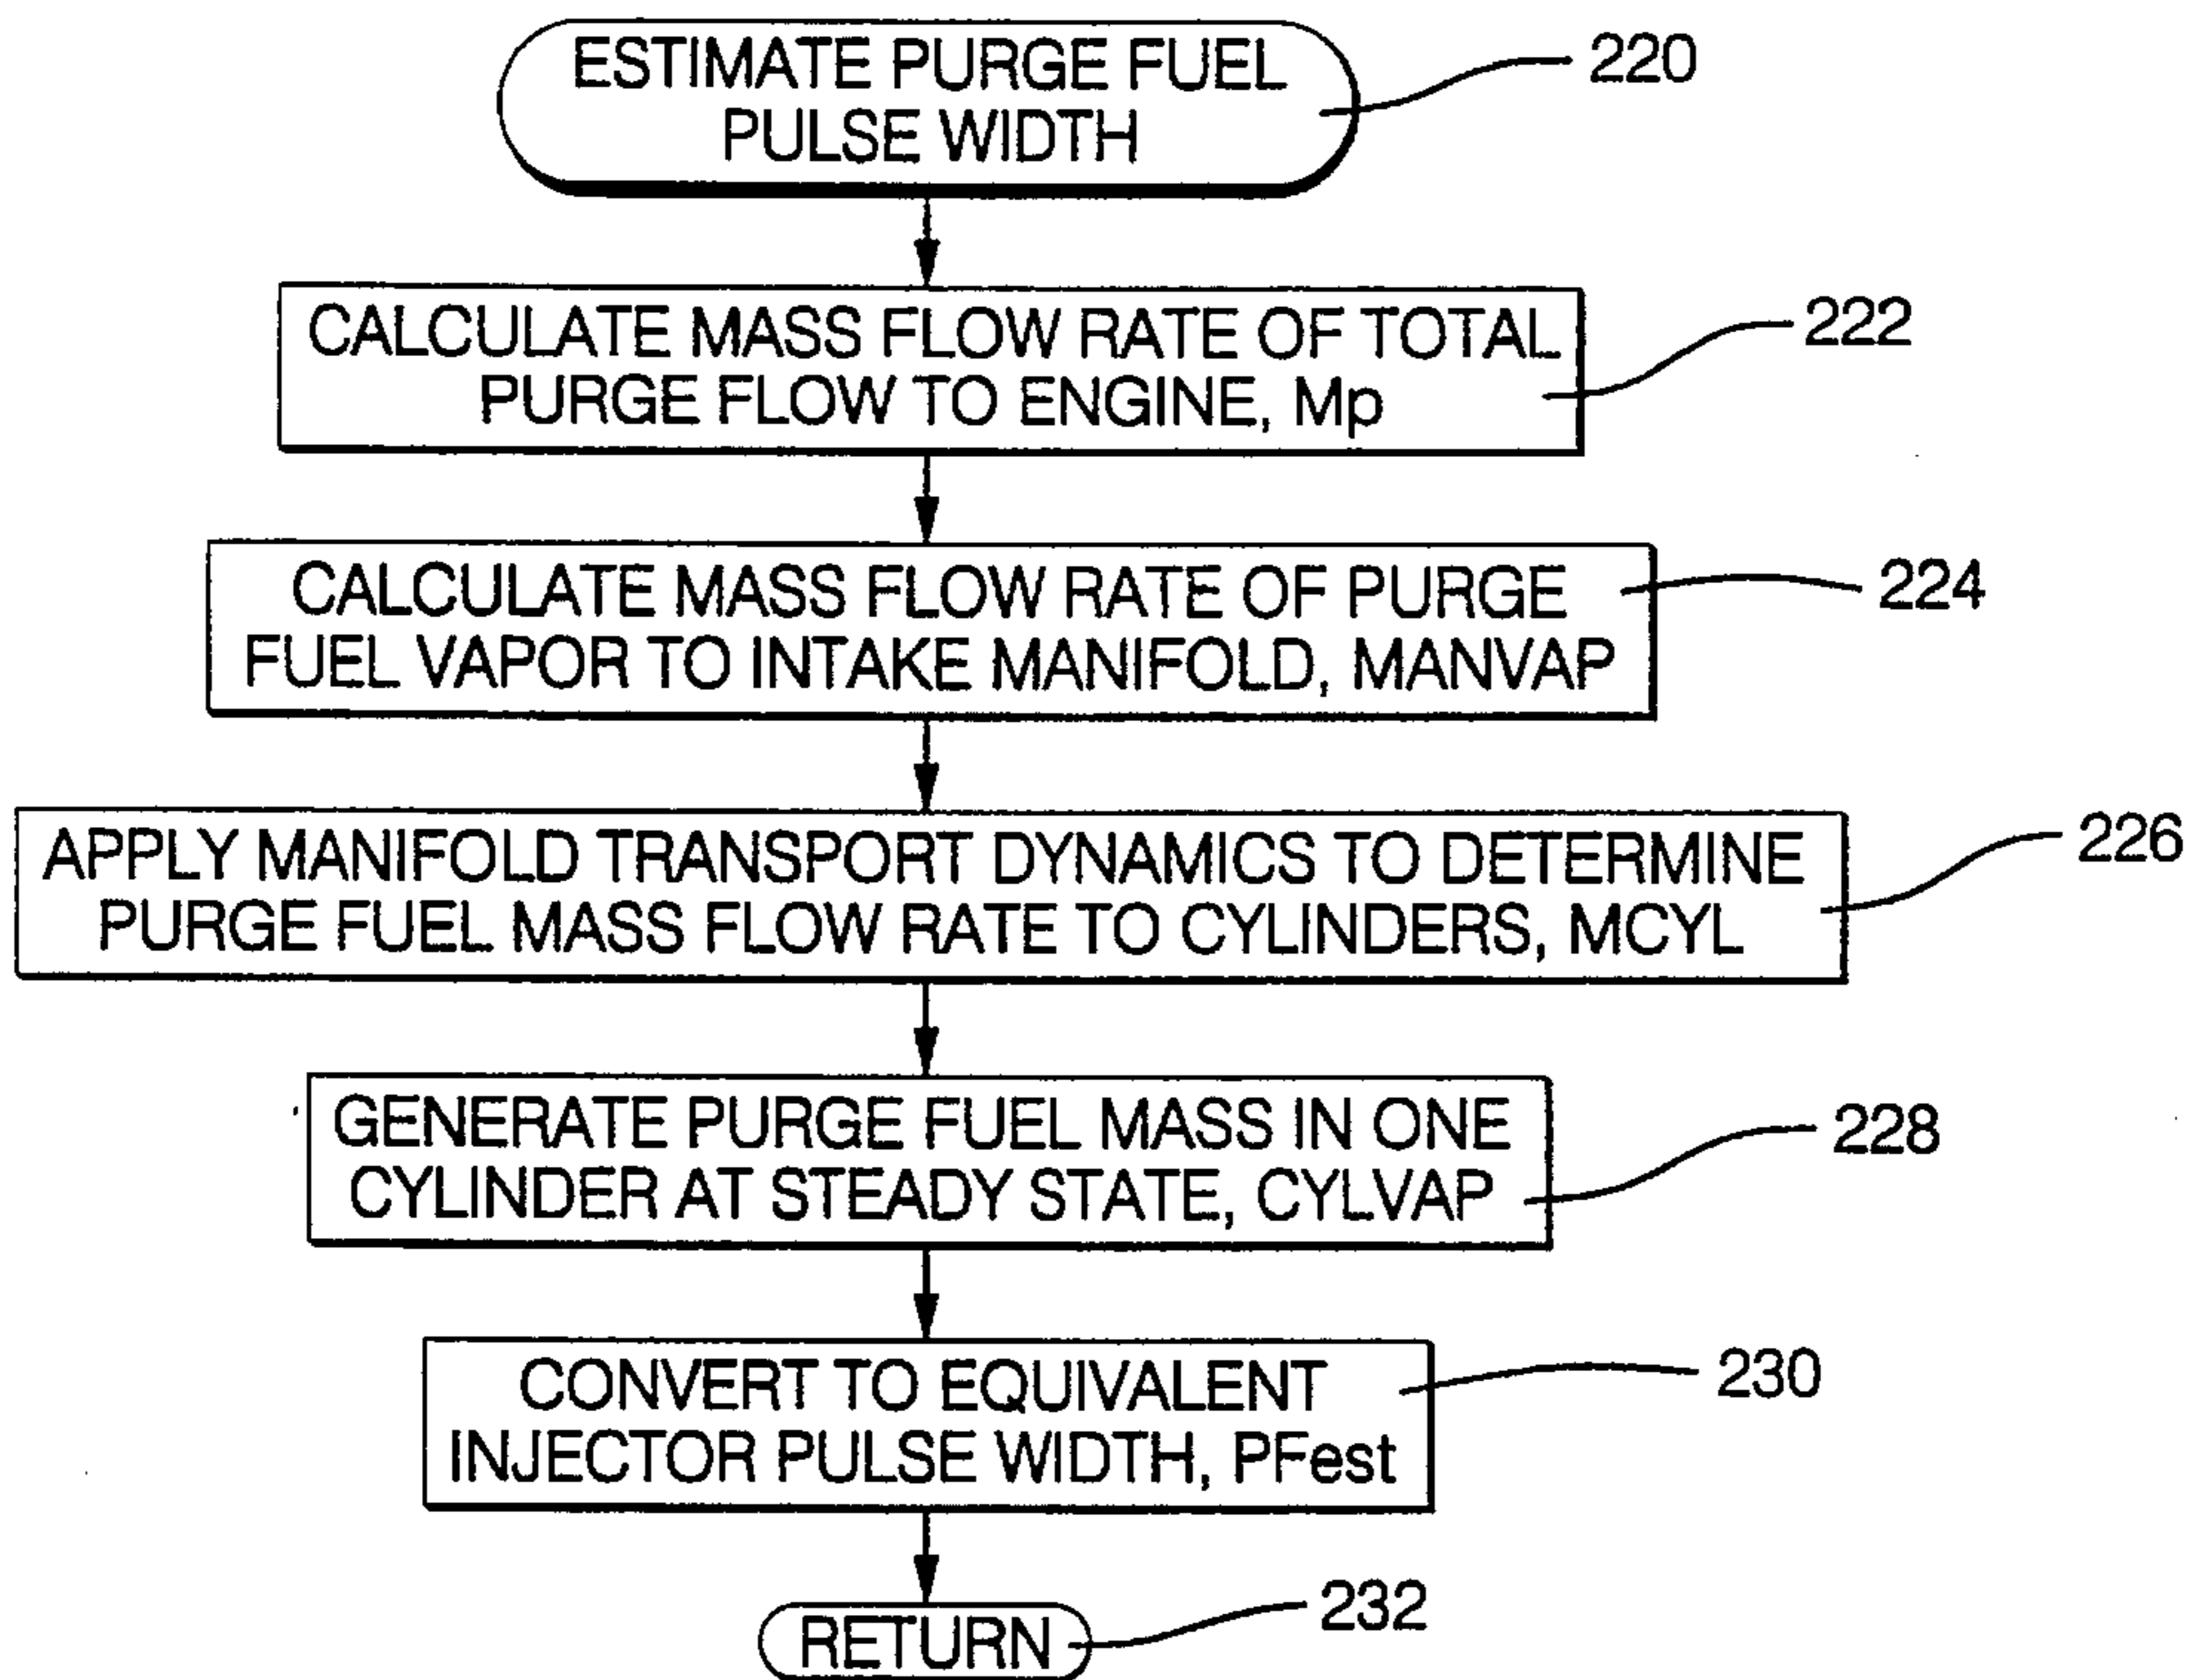 ESTIMATE PURGE FUEL
PULSE WIDTH
220
CALCULATE MASS FLOW RATE OF TOTAL
PURGE FLOW TO ENGINE, Mp
222
CALCULATE MASS FLOW RATE OF PURGE
FUEL VAPOR TO INTAKE MANIFOLD, MANVAP
224
APPLY MANIFOLD TRANSPORT DYNAMICS TO DETERMINE
PURGE FUEL MASS FLOW RATE TO CYLINDERS, MCYL
226
GENERATE PURGE FUEL MASS IN ONE
CYLINDER AT STEADY STATE, CYLVAP
228
CONVERT TO EQUIVALENT
INJECTOR PULSE WIDTH, PFest
230
RETURN
232